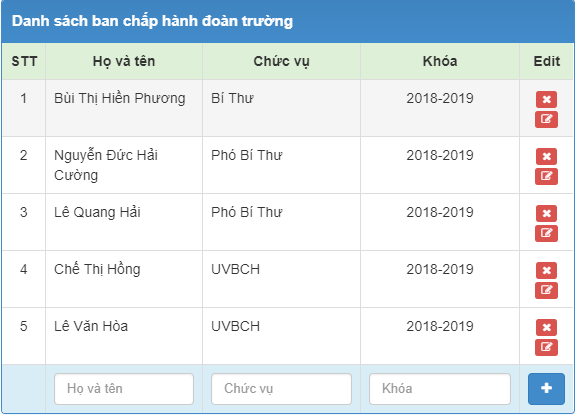 Danh sách ban chấp hành đoàn trường
STT Họ và tên Chức vụ Khóa Edit
1 Bùi Thị Hiền Phương Bí Thư 2018-2019
2 Nguyễn Đức Hải Phó Bí Thư 2018-2019
Cường
3 Lê Quang Hải Phó Bí Thư 2018-2019
4 Chế Thị Hồng UVBCH 2018-2019
5 Lê Văn Hòa UVBCH 2018-2019
Họ và tên Chức vụ Khóa